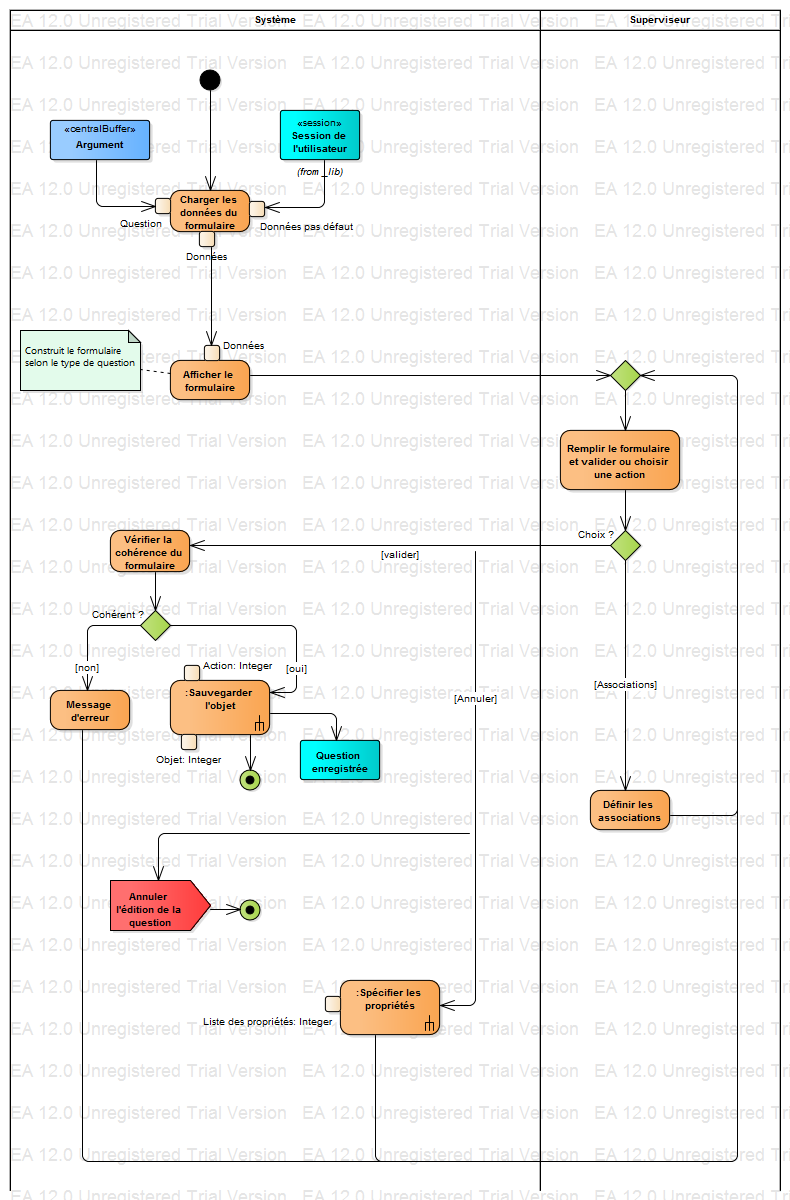 Système
Superviseur
«centralBuffer»
Argument
«session»
Session de
l'utilisateur
(from _lib)
Charger les
données du
formulaire
Question
Données pas défaut
Données
Données
Construit le formulaire
selon le type de question
Afficher le
formulaire
Remplir le formulaire
et valider ou choisir
une action
Choix ?
[valider]
Vérifier la
cohérence du
formulaire
Cohérent ?
[non]
[oui]
Action: Integer
:Sauvegarder
l'objet
Message
d'erreur
Objet: Integer
Question
enregistrée
[Annuler]
[Associations]
Définir les
associations
Annuler
l'édition de la
question
:Spécifier les
propriétés
Liste des propriétés: Integer
EA 12.0 Unregistered Trial Version